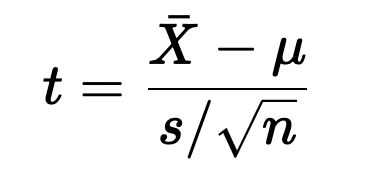 t = (X̄ − μ) / (s/√n)